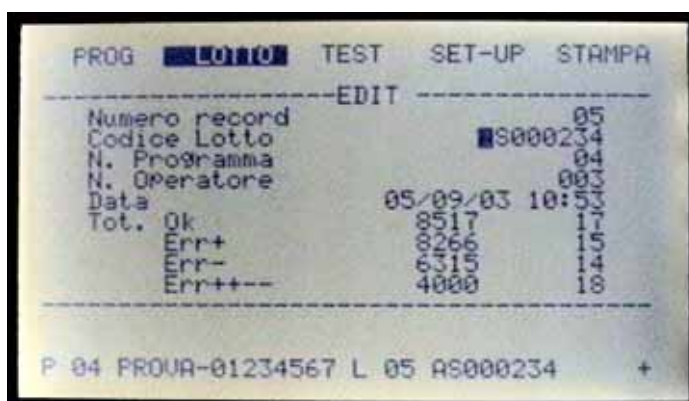 PROG LOTTO TEST SET-UP STAMPA
EDIT
Numero record 05
Codice Lotto AS000234
N. Programma 04
N. Operatore 003
Data 05/09/03 10:53
Tot. Ok 8517 17
Err+ 8266 15
Err- 6315 14
Err++-- 4000 18
P 04 PROVA-01234567 L 05 AS000234 +